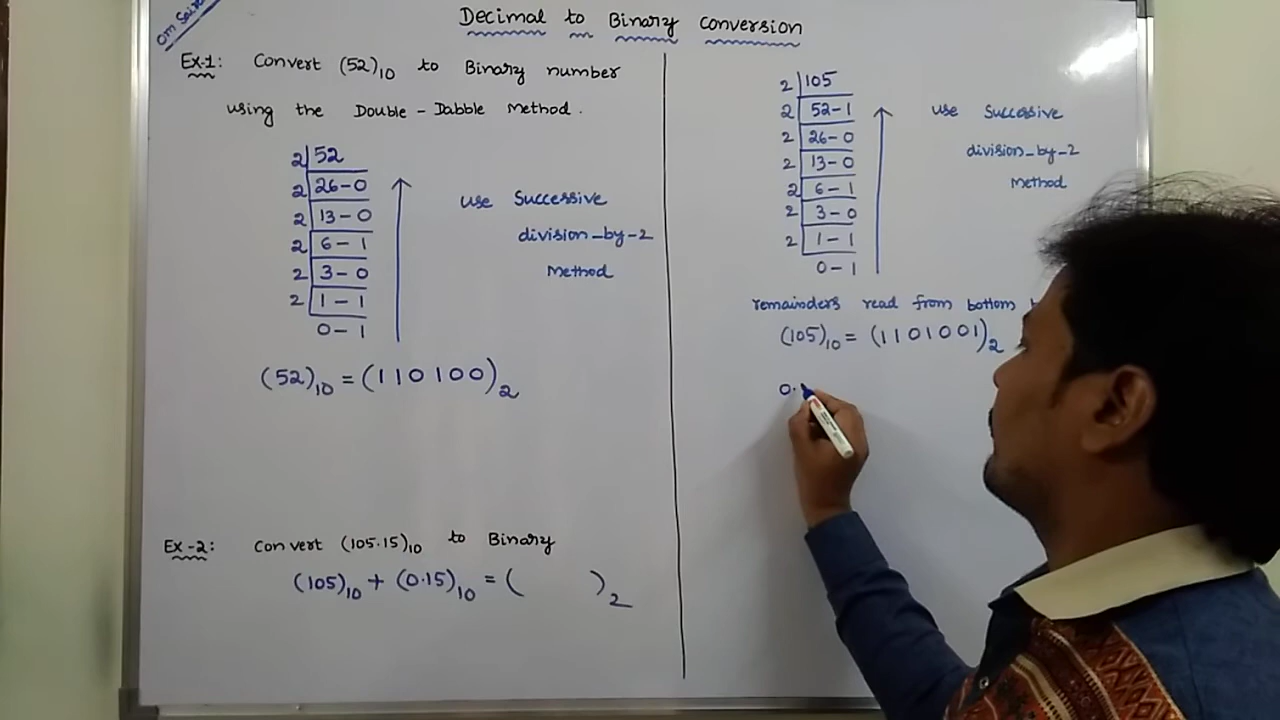 Om Sai
Decimal to Binary conversion
Ex-1: Convert (52)10 to Binary number
using the Double-Dabble Method.
2|52
2|26-0
2|13-0
2|6-1
2|3-0
2|1-1
0-1
use Successive
division-by-2
Method
(52)10 = (110100)2
Ex-2: Convert (105.15)10 to Binary
(105)10 + (0.15)10 = ( )2
2|105
2|52-1
2|26-0
2|13-0
2|6-1
2|3-0
2|1-1
0-1
use Successive
division-by-2
Method
remainders read from bottom
(105)10 = (1101001)2
0.